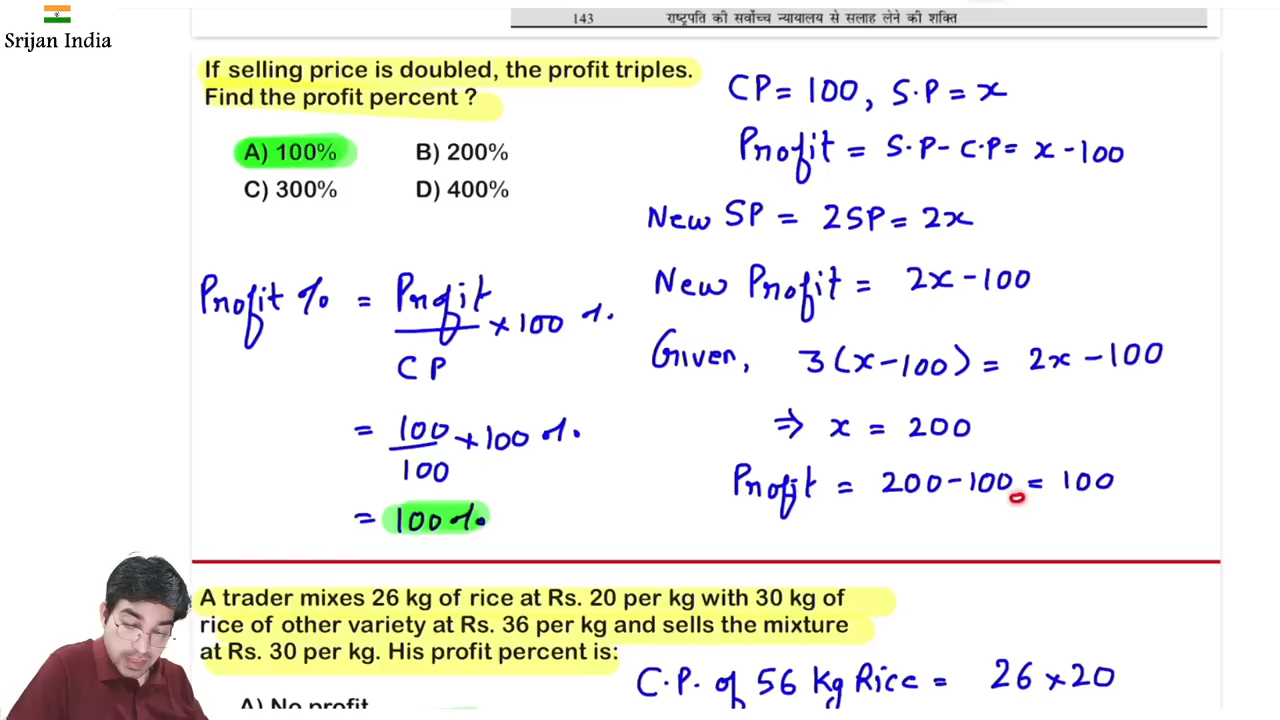 Srijan India
143 राष्ट्रपति की सर्वोच्च न्यायालय से सलाह लेने की शक्ति
If selling price is doubled, the profit triples.
Find the profit percent ?
A) 100% B) 200%
C) 300% D) 400%
CP = 100, S.P = x
Profit = S.P - C.P = x - 100
New SP = 2SP = 2x
New Profit = 2x - 100
Given, 3(x - 100) = 2x - 100
⇒ x = 200
Profit = 200 - 100 = 100
Profit % = Profit / CP × 100 %
= 100 / 100 × 100 %
= 100 %
A trader mixes 26 kg of rice at Rs. 20 per kg with 30 kg of
rice of other variety at Rs. 36 per kg and sells the mixture
at Rs. 30 per kg. His profit percent is:
C.P. of 56 kg Rice = 26 × 20
A) No profit